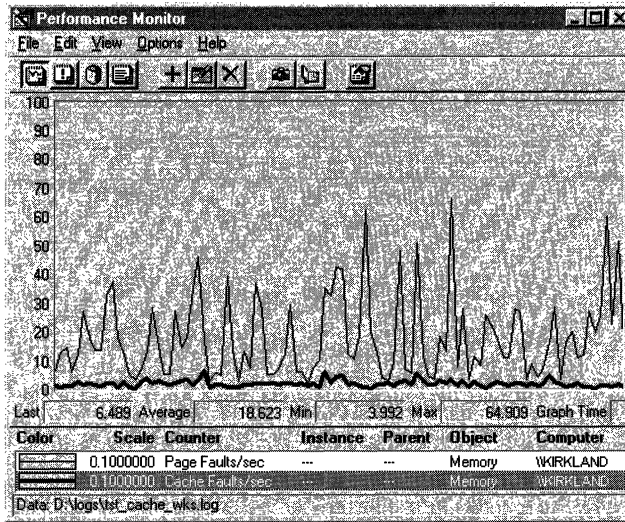 Performance Monitor
File Edit View Options Help
100
90
80
70
60
50
40
30
20
10
0
Last 6.489 Average 18.623 Min 3.992 Max 64.909 Graph Time
Color Scale Counter Instance Parent Object Computer
0.1000000 Page Faults/sec --- --- Memory \\KIRKLAND
0.1000000 Cache Faults/sec --- --- Memory \\KIRKLAND
Data: D:\logs\tst_cache_wks.log